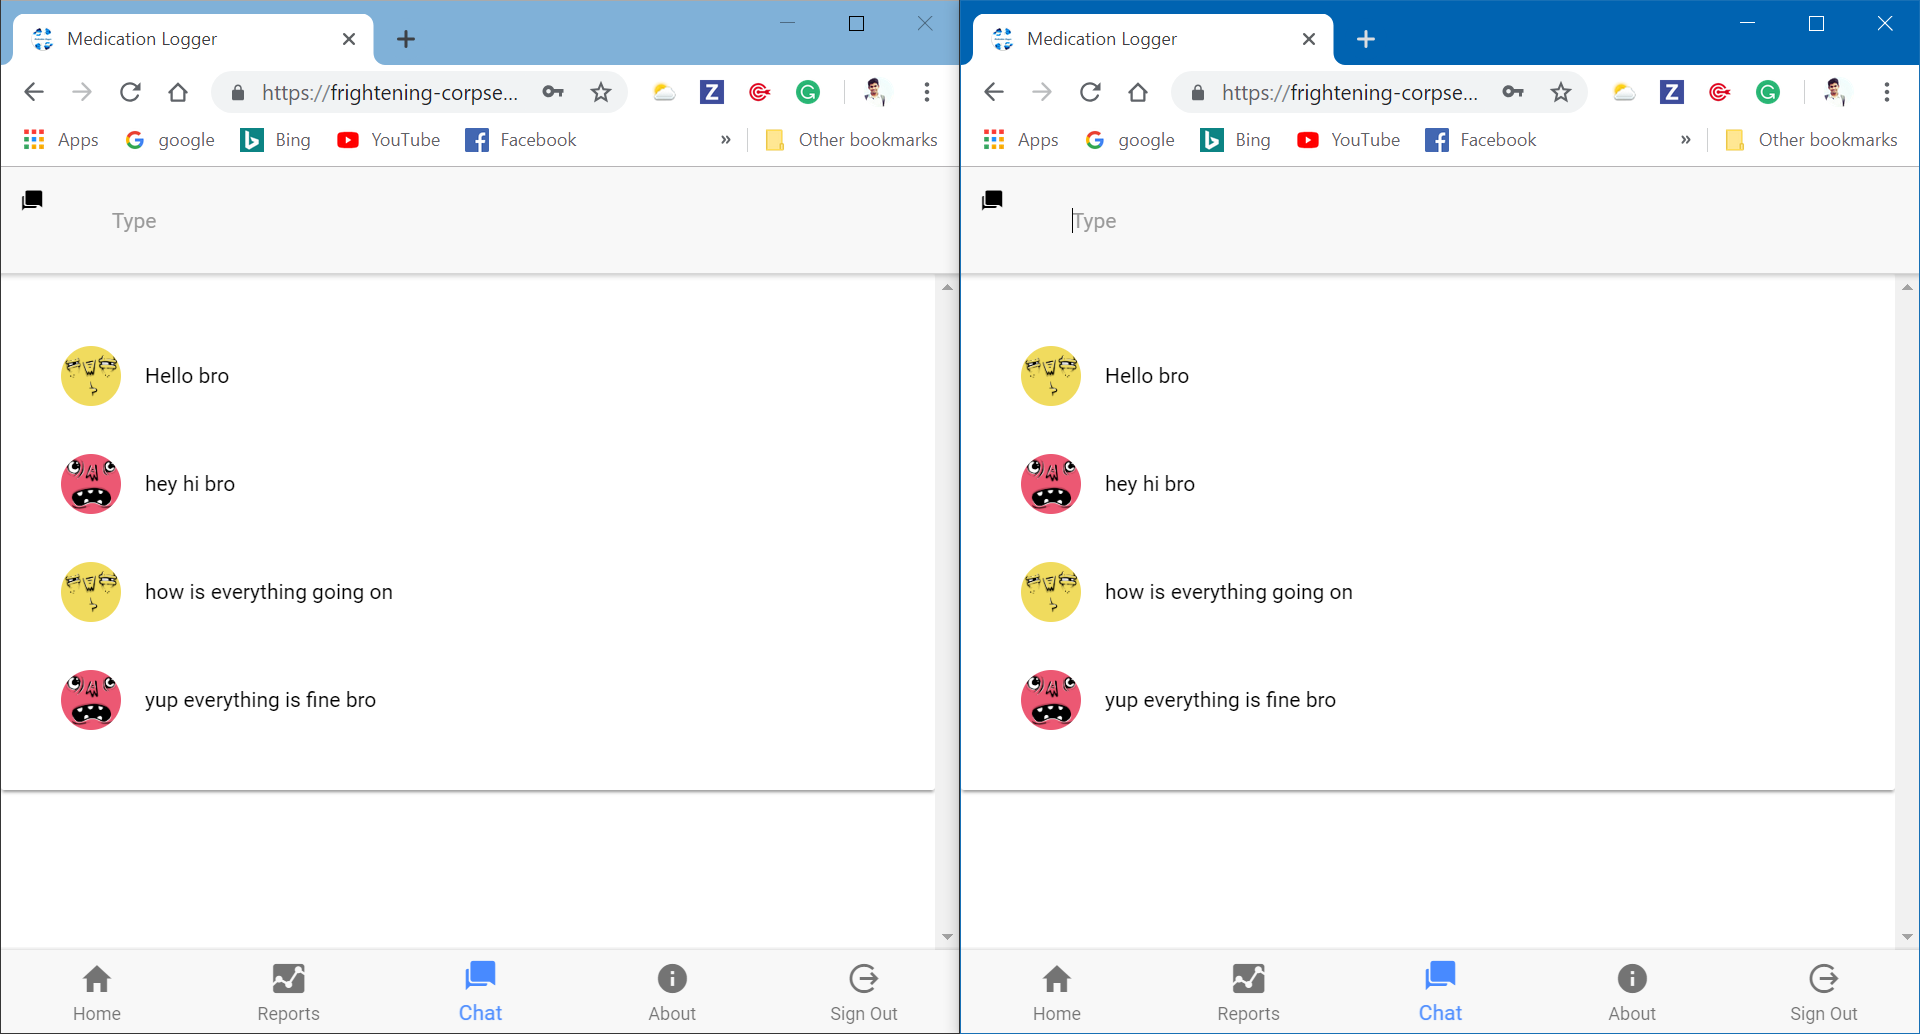 Medication Logger
https://frightening-corpse...
Z
G
Apps
google
Bing
YouTube
Facebook
»
Other bookmarks
Type
Hello bro
hey hi bro
how is everything going on
yup everything is fine bro
Home
Reports
Chat
About
Sign Out
Medication Logger
https://frightening-corpse...
Z
G
Apps
google
Bing
YouTube
Facebook
»
Other bookmarks
Type
Hello bro
hey hi bro
how is everything going on
yup everything is fine bro
Home
Reports
Chat
About
Sign Out